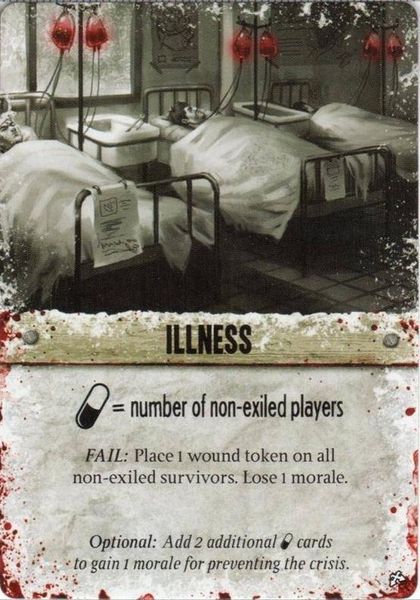 ILLNESS
= number of non-exiled players
FAIL: Place 1 wound token on all
non-exiled survivors. Lose 1 morale.
Optional: Add 2 additional cards
to gain 1 morale for preventing the crisis.